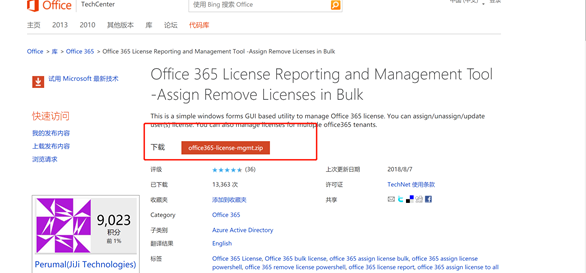 Office TechCenter 使用 Bing 搜索 Office
主页 2013 2010 其他版本 库 论坛 代码库
Office > 库 > Office 365 > Office 365 License Reporting and Management Tool -Assign Remove Licenses in Bulk
试用 Microsoft 最新技术
快速访问
我的发布内容
上载发布内容
浏览请求
9,023
积分
前 1%
Perumal(JiJi Technologies)
Office 365 License Reporting and Management Tool
-Assign Remove Licenses in Bulk
This is a simple windows forms GUI based utility to manage Office 365 license. You can assign/unassign/update
user(s) license. You can also manage licenses for multiple office365 tenants.
下载 office365-license-mgmt.zip
评级 (36) 上次更新日期 2018/8/7
已下载 13,363 次 许可证 TechNet 使用条款
收藏夹 添加到收藏夹 共享
Category Office 365
子类别 Azure Active Directory
翻译结果 English
标签 Office 365 License, Office 365 bulk license, office 365 assign license bulk, office 365 assign license
powershell, office 365 remove license powershell, office 365 license report, office 365 assign license to all